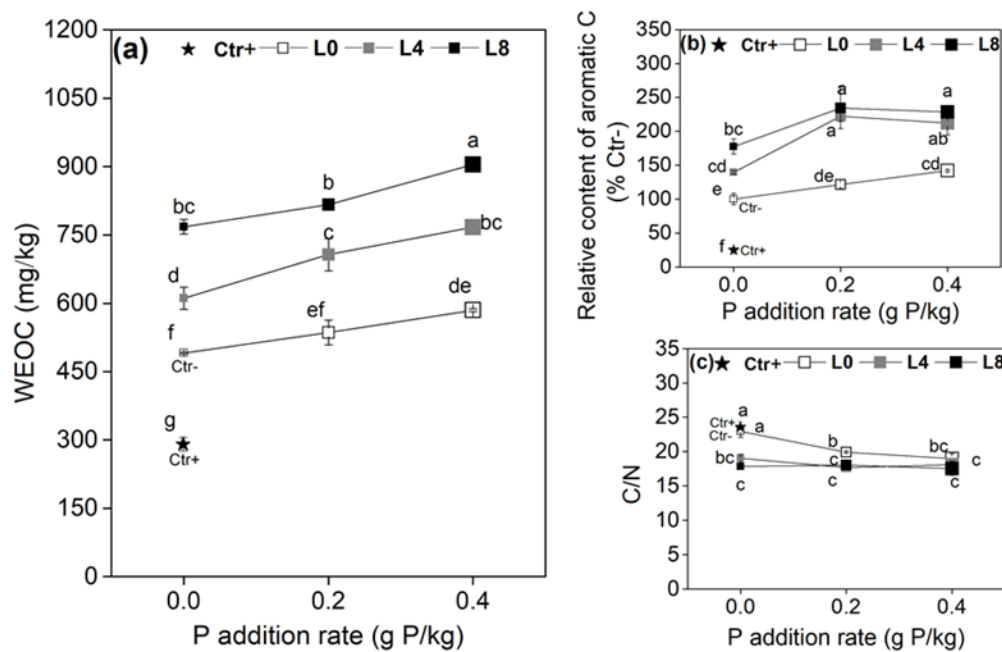 (a) ★ Ctr+ L0 L4 L8
WEOC (mg/kg)
1200
1050
900
750
600
450
300
150
0
a
b
bc
bc
c
d
de
ef
f
Ctr-
g
Ctr+
0.0 0.2 0.4
P addition rate (g P/kg)
(b) ★ Ctr+ L0 L4 L8
Relative content of aromatic C
(% Ctr-)
350
300
250
200
150
100
50
0
a a
bc
a ab
cd
de cd
e
Ctr-
f Ctr+
0.0 0.2 0.4
P addition rate (g P/kg)
(c) ★ Ctr+ L0 L4 L8
C/N
35
30
25
20
15
10
5
0
a
Ctr+ a
Ctr-
b bc
bc c c
c c c
0.0 0.2 0.4
P addition rate (g P/kg)